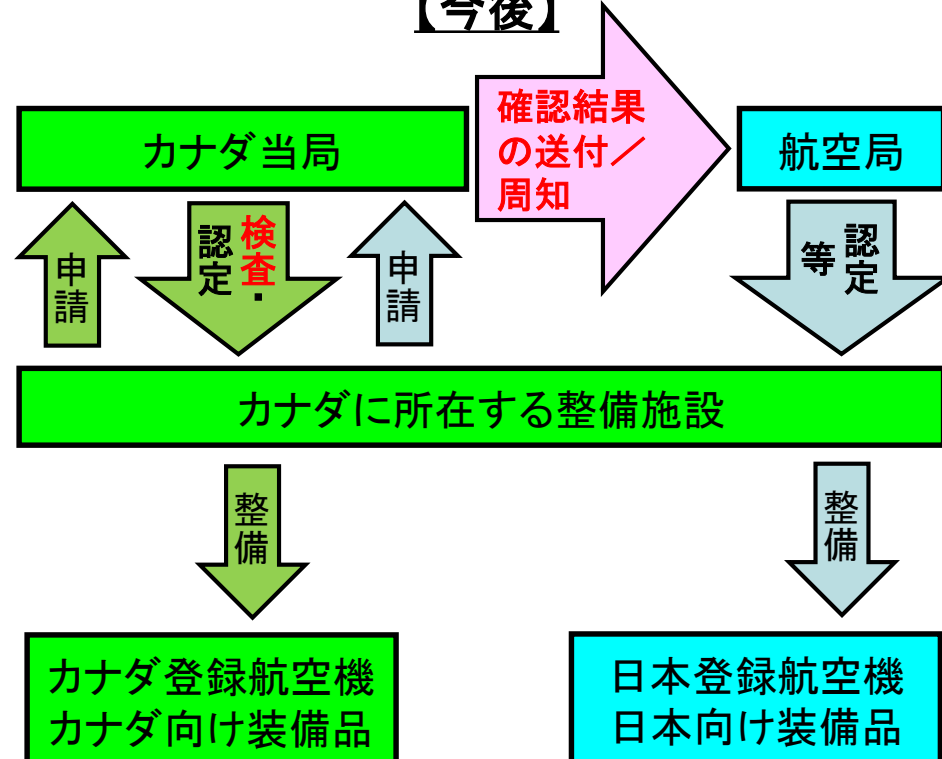 【今後】
カナダ当局
確認結果
の送付／
周知
航空局
申請
検査・
認定
申請
認定
等
カナダに所在する整備施設
整備
整備
カナダ登録航空機
カナダ向け装備品
日本登録航空機
日本向け装備品